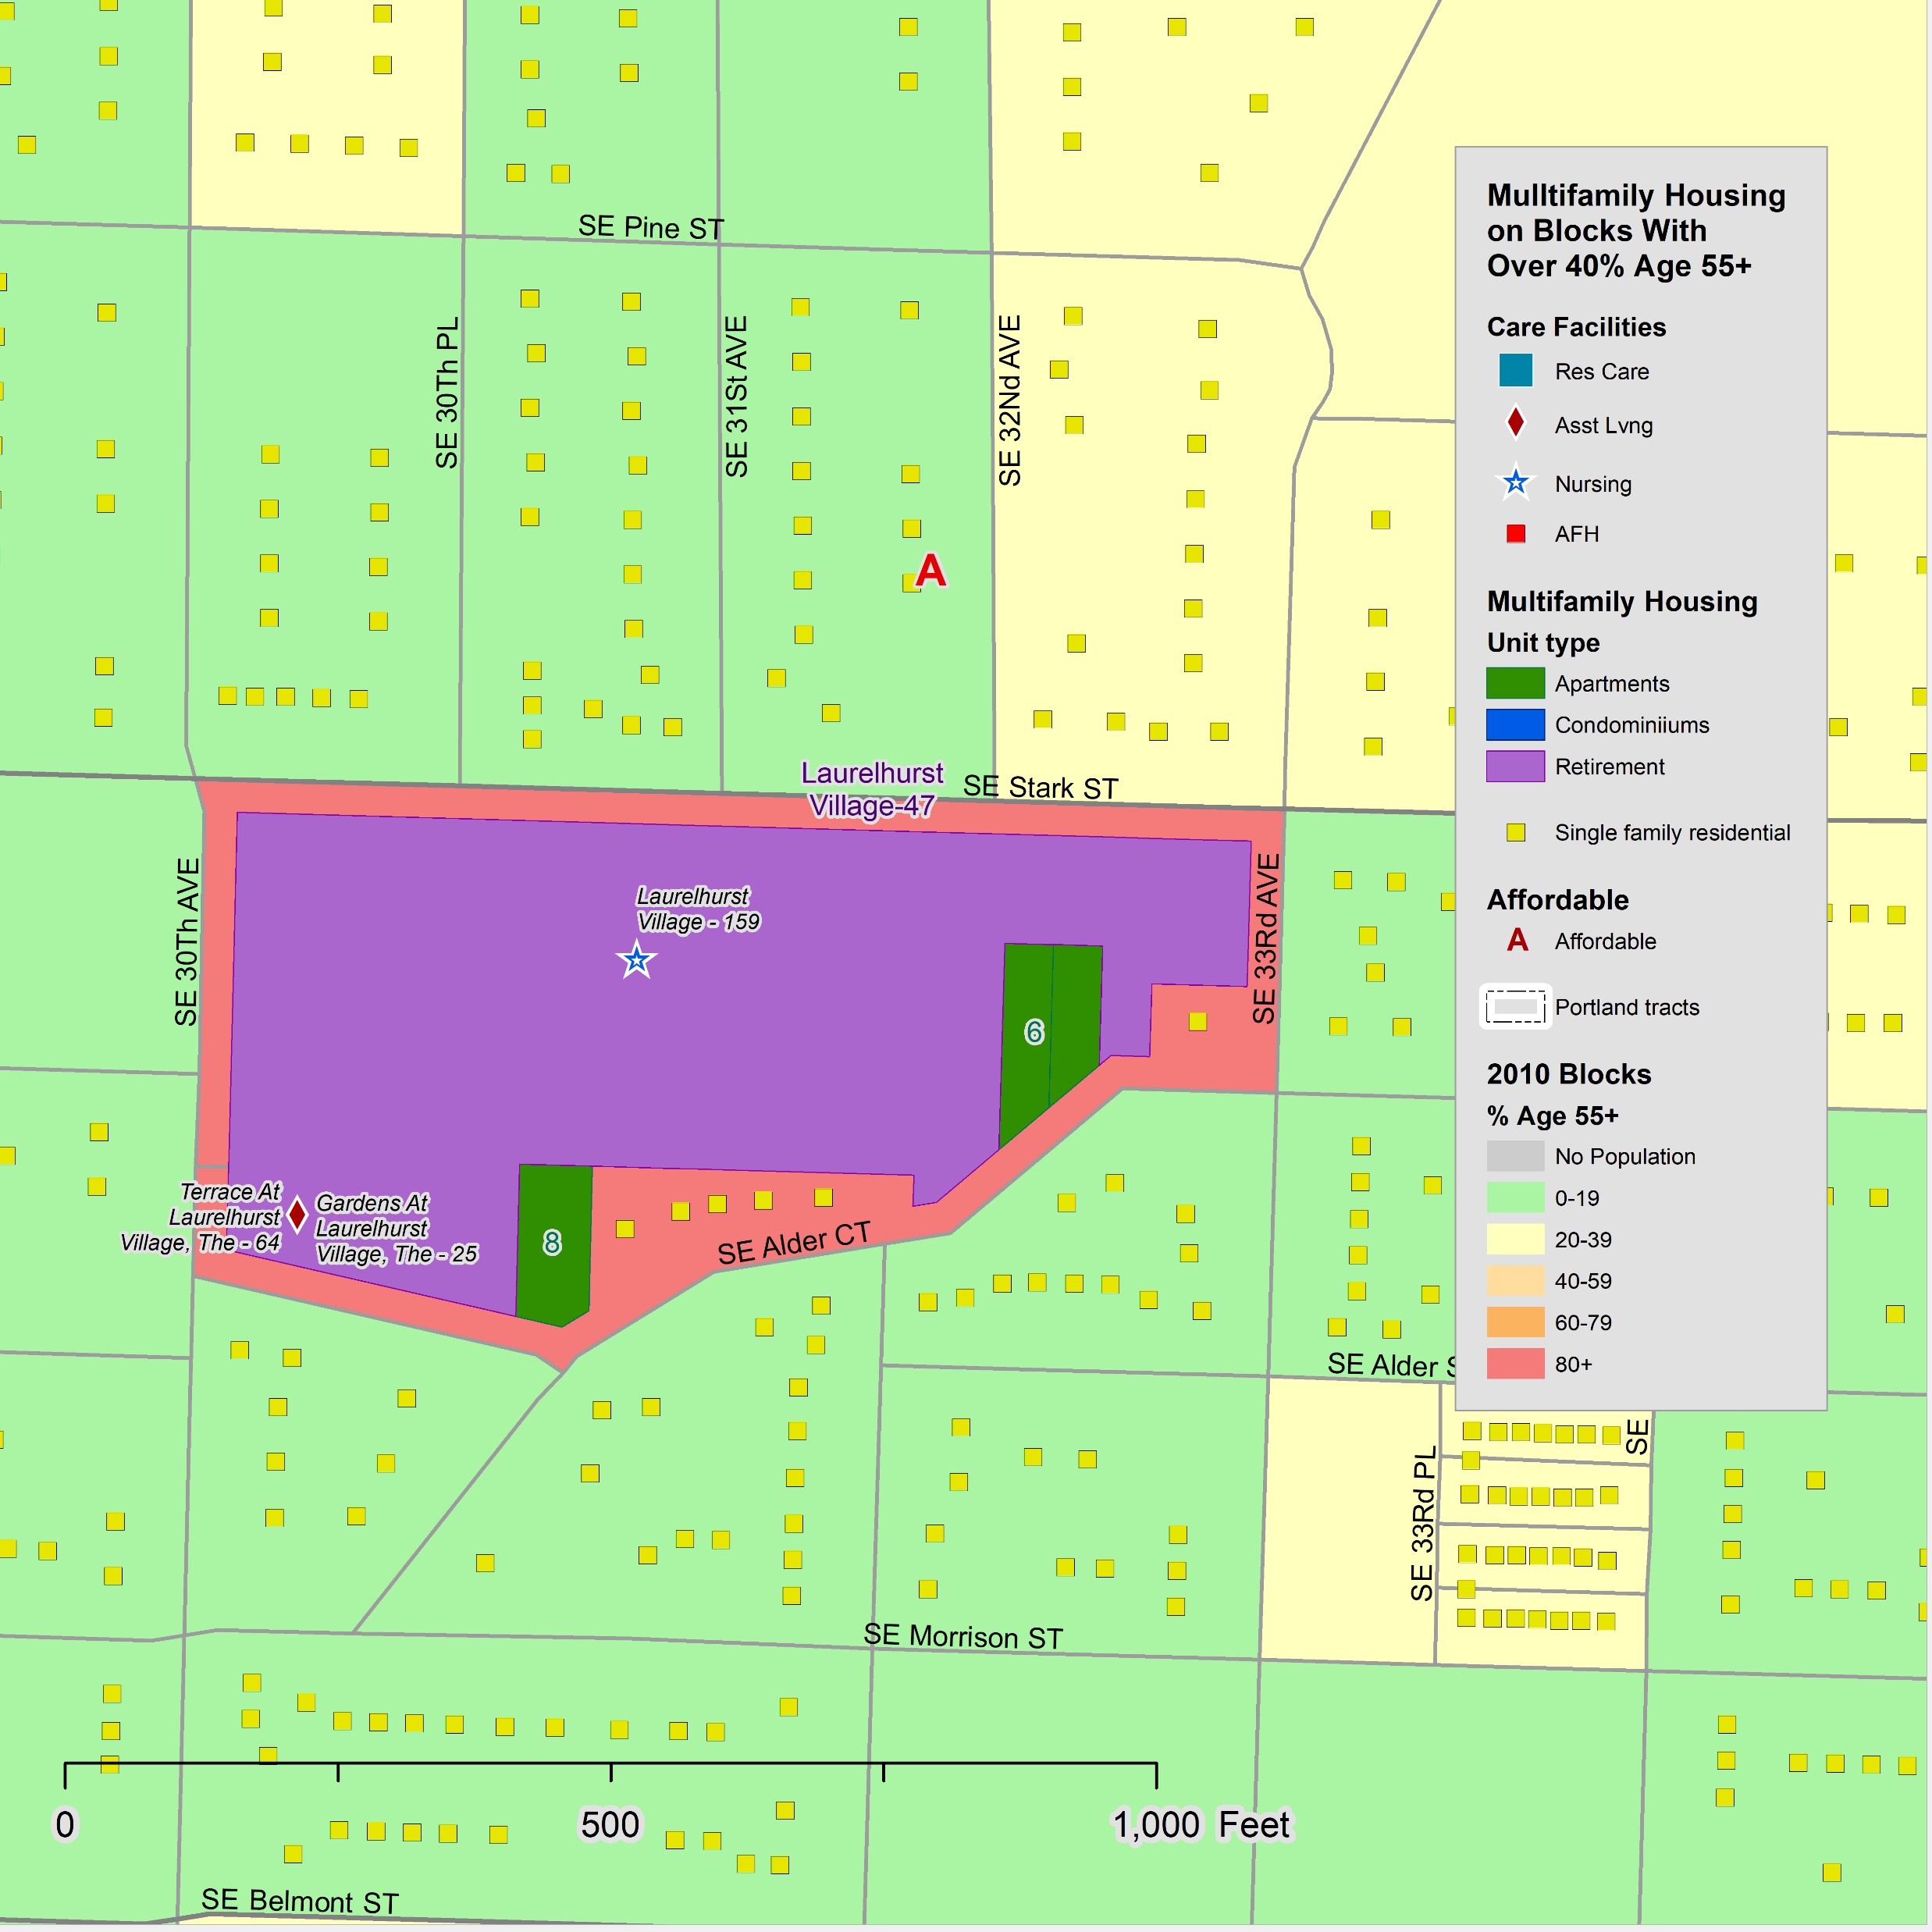 SE Pine ST
SE 30Th PL
SE 31St AVE
SE 32Nd AVE
A
Laurelhurst
Village-47
SE Stark ST
SE 30Th AVE
Laurelhurst
Village - 159
SE 33Rd AVE
6
Terrace At
Laurelhurst
Village, The - 64
Gardens At
Laurelhurst
Village, The - 25
8
SE Alder CT
SE Alder S
SE
SE 33Rd PL
SE Morrison ST
0
500
1,000 Feet
SE Belmont ST
Mulltifamily Housing
on Blocks With
Over 40% Age 55+
Care Facilities
Res Care
Asst Lvng
Nursing
AFH
Multifamily Housing
Unit type
Apartments
Condominiiums
Retirement
Single family residential
Affordable
A Affordable
Portland tracts
2010 Blocks
% Age 55+
No Population
0-19
20-39
40-59
60-79
80+